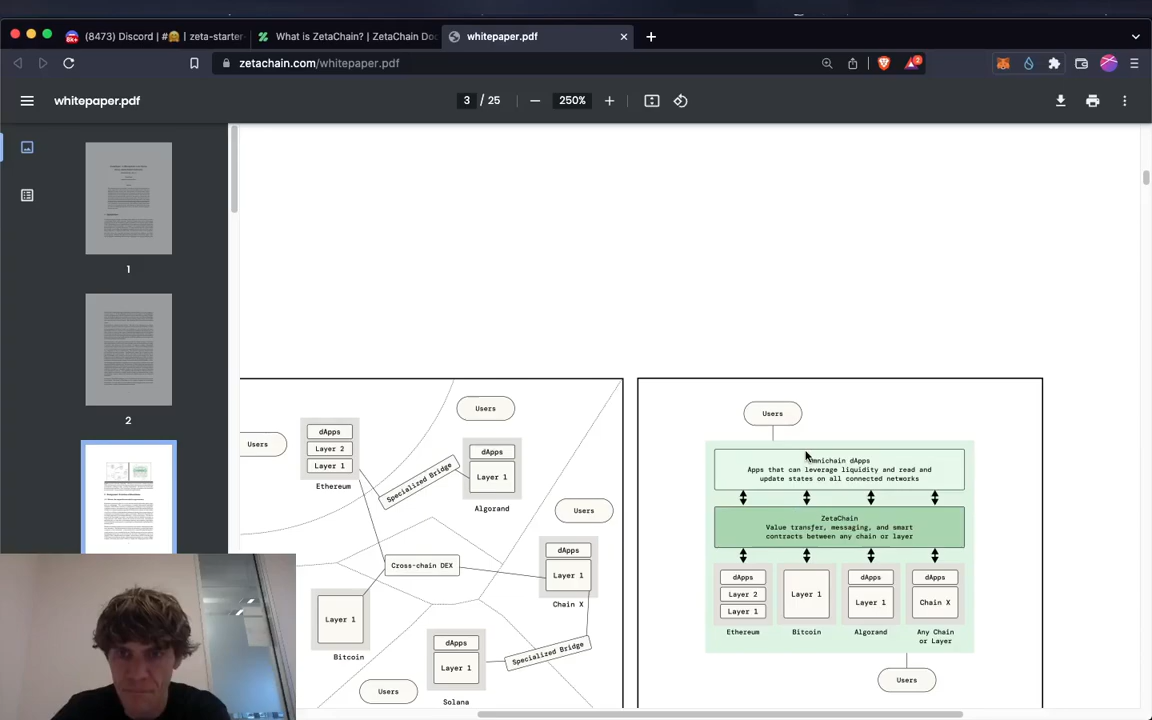 (8473) Discord | #🤗 | zeta-starter-
What is ZetaChain? | ZetaChain Doc
whitepaper.pdf
zetachain.com/whitepaper.pdf
2
whitepaper.pdf
3 / 25
250%
1
2
Users
dApps
Layer 2
Layer 1
Ethereum
Specialized Bridge
Users
dApps
Layer 1
Algorand
Users
Cross-chain DEX
dApps
Layer 1
Chain X
Layer 1
Bitcoin
dApps
Layer 1
Solana
Specialized Bridge
Users
Users
Omnichain dApps
Apps that can leverage liquidity and read and
update states on all connected networks
ZetaChain
Value transfer, messaging, and smart
contracts between any chain or layer
dApps
Layer 2
Layer 1
Ethereum
Layer 1
Bitcoin
dApps
Layer 1
Algorand
dApps
Chain X
Any Chain
or Layer
Users